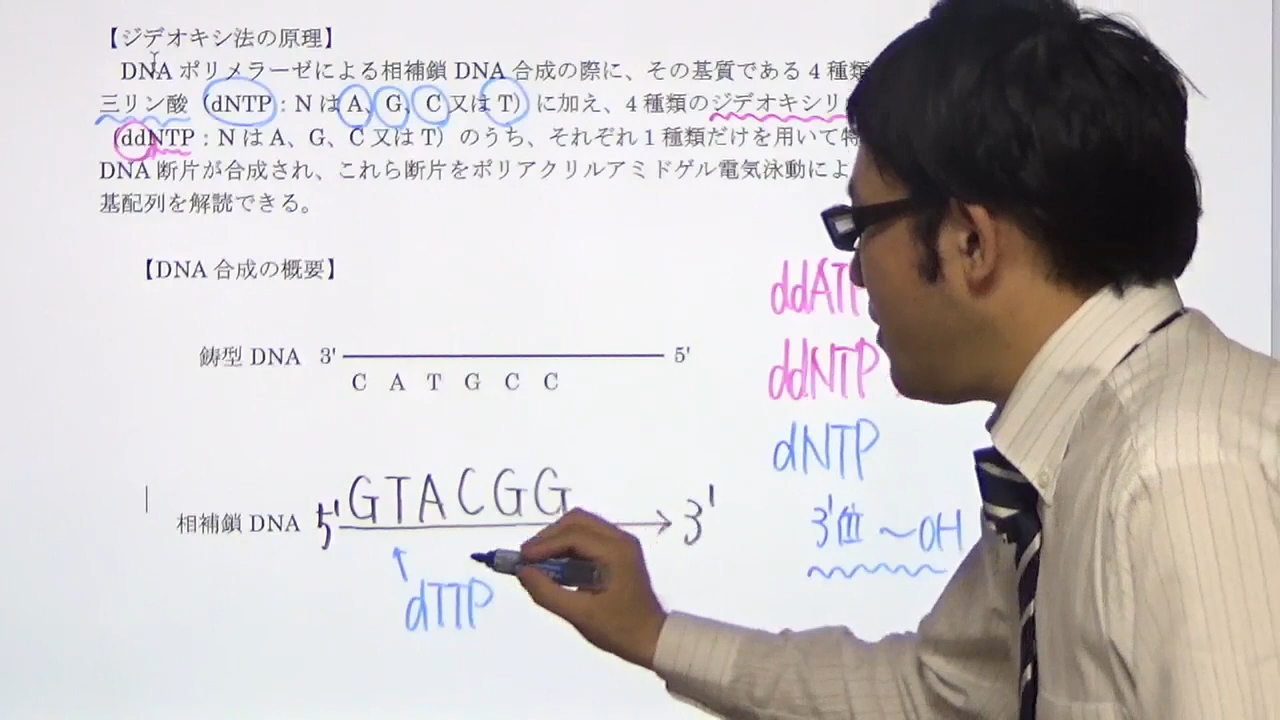 【ジデオキシ法の原理】
DNA ポリメラーゼによる相補鎖 DNA 合成の際に、その基質である 4 種類
三リン酸（dNTP：N は A、G、C 又は T）に加え、4 種類のジデオキシリ
（ddNTP：N は A、G、C 又は T）のうち、それぞれ 1 種類だけを用いて特
DNA 断片が合成され、これら断片をポリアクリルアミドゲル電気泳動によ
基配列を解読できる。
【DNA 合成の概要】
ddATP
鋳型 DNA 3' 5'
C A T G C C
ddNTP
dNTP
GTACGG
相補鎖 DNA 5' 3'
3'位 ～OH
dTTP